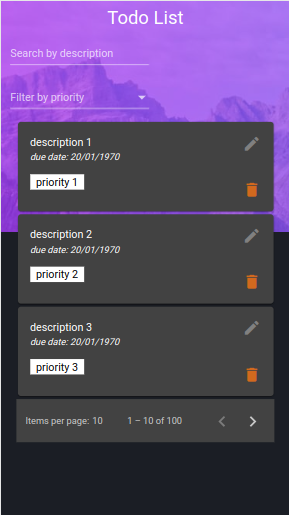 Todo List
Search by description
Filter by priority
description 1
due date: 20/01/1970
priority 1
description 2
due date: 20/01/1970
priority 2
description 3
due date: 20/01/1970
priority 3
Items per page: 10 1 – 10 of 100